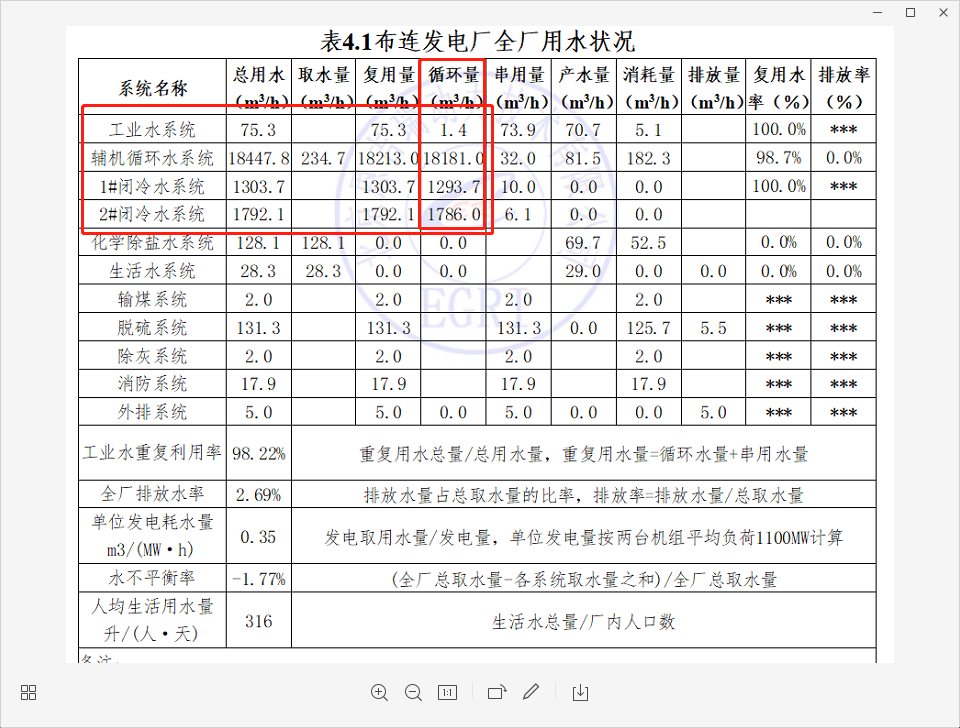 表4.1布连发电厂全厂用水状况
系统名称 总用水 (m³/h) 取水量 (m³/h) 复用量 (m³/h) 循环量 (m³/h) 串用量 (m³/h) 产水量 (m³/h) 消耗量 (m³/h) 排放量 (m³/h) 复用水率（%） 排放率（%）
工业水系统 75.3 75.3 1.4 73.9 70.7 5.1 100.0% ***
辅机循环水系统 18447.8 234.7 18213.0 18181.0 32.0 81.5 182.3 98.7% 0.0%
1#闭冷水系统 1303.7 1303.7 1293.7 10.0 0.0 0.0 100.0% ***
2#闭冷水系统 1792.1 1792.1 1786.0 6.1 0.0 0.0
化学除盐水系统 128.1 128.1 0.0 0.0 69.7 52.5 0.0% 0.0%
生活水系统 28.3 28.3 0.0 0.0 29.0 0.0 0.0 0.0% 0.0%
输煤系统 2.0 2.0 2.0 2.0 *** ***
脱硫系统 131.3 131.3 131.3 0.0 125.7 5.5 *** ***
除灰系统 2.0 2.0 2.0 2.0 *** ***
消防系统 17.9 17.9 17.9 17.9 *** ***
外排系统 5.0 5.0 0.0 5.0 0.0 0.0 5.0 *** ***
工业水重复利用率 98.22% 重复用水总量/总用水量，重复用水量=循环水量+串用水量
全厂排放水率 2.69% 排放水量占总取水量的比率，排放率=排放水量/总取水量
单位发电耗水量
m3/(MW·h) 0.35 发电取用水量/发电量，单位发电量按两台机组平均负荷1100MW计算
水不平衡率 -1.77% (全厂总取水量-各系统取水量之和)/全厂总取水量
人均生活用水量
升/(人·天) 316 生活水总量/厂内人口数
EGRI
1:1